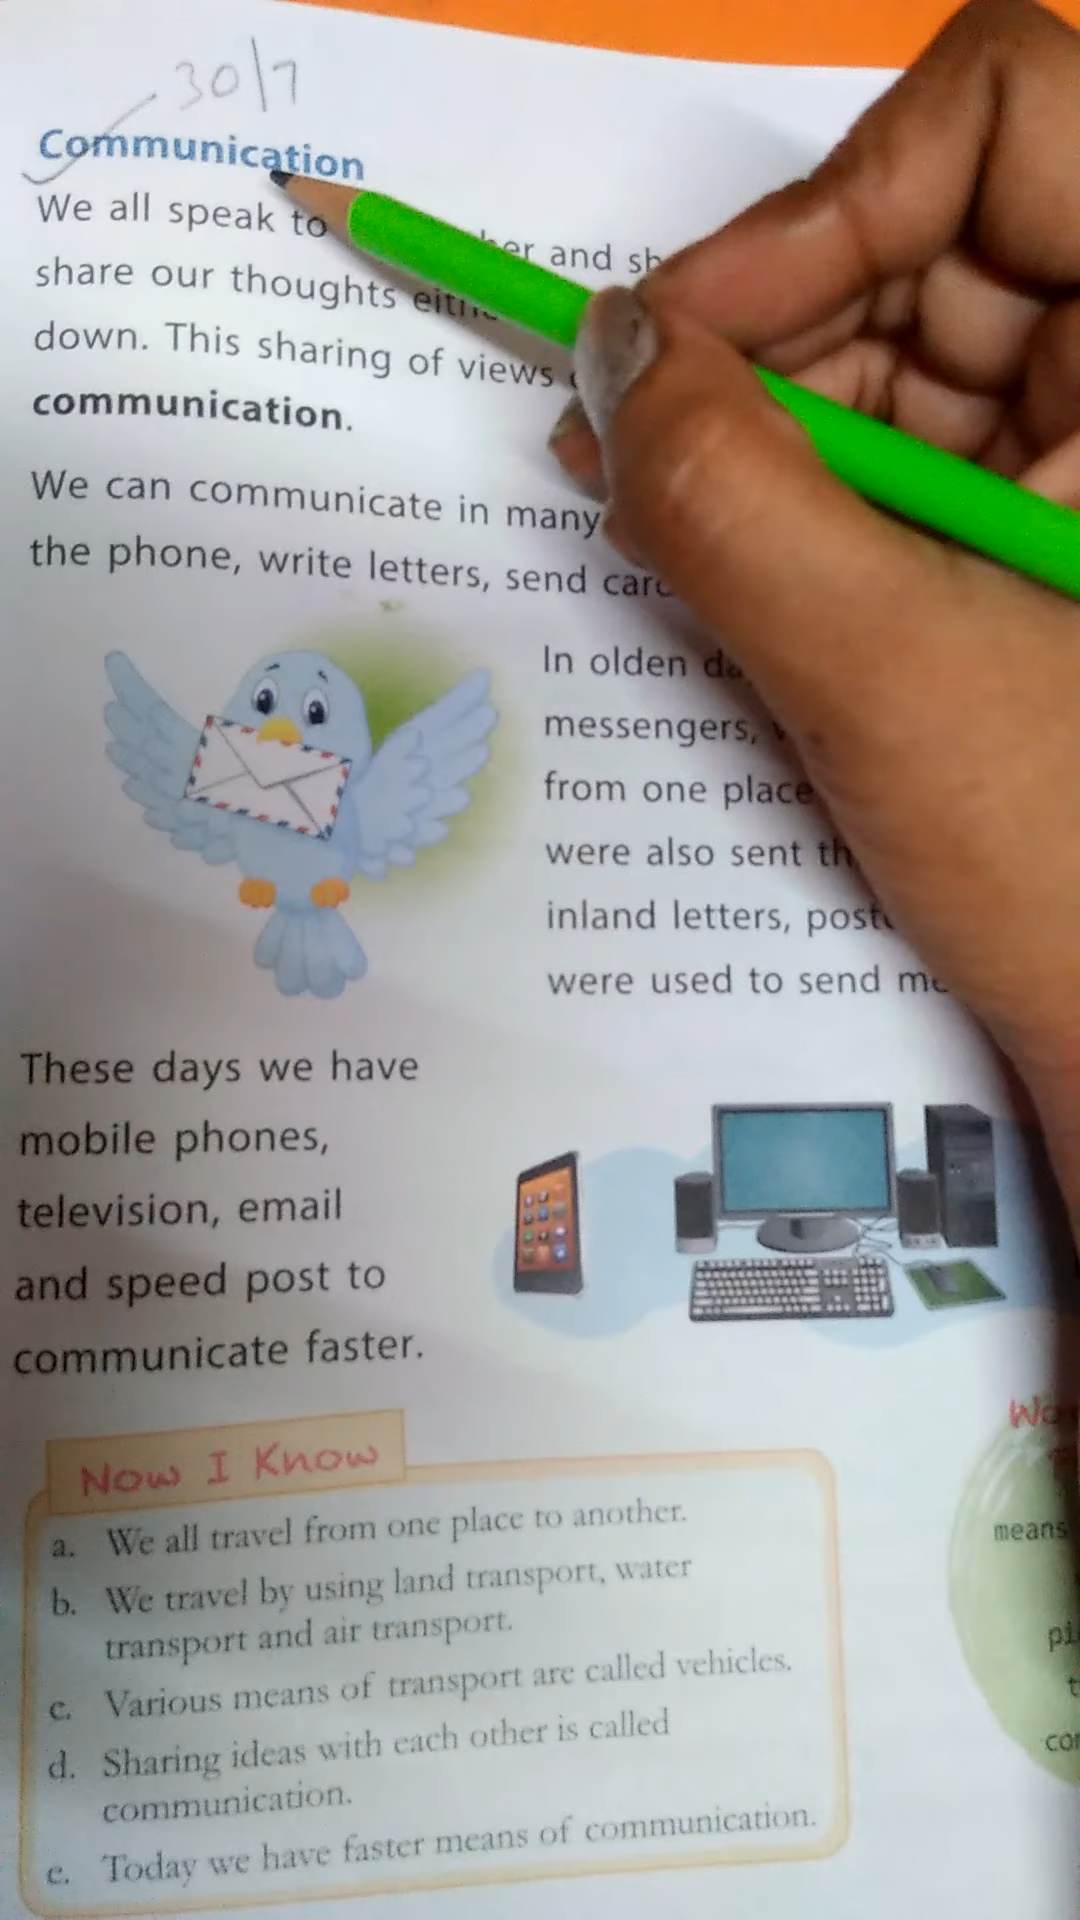 30/7
Communication
We all speak to and
share our thoughts
down. This sharing of views
communication.
We can communicate in many
the phone, write letters, send
In olden
messengers,
from one place
were also sent
inland letters,
were used to send
These days we have
mobile phones,
television, email
and speed post to
communicate faster.
Now I Know
a. We all travel from one place to another.
b. We travel by using land transport, water
transport and air transport.
c. Various means of transport are called vehicles.
d. Sharing ideas with each other is called
communication.
e. Today we have faster means of communication.
means